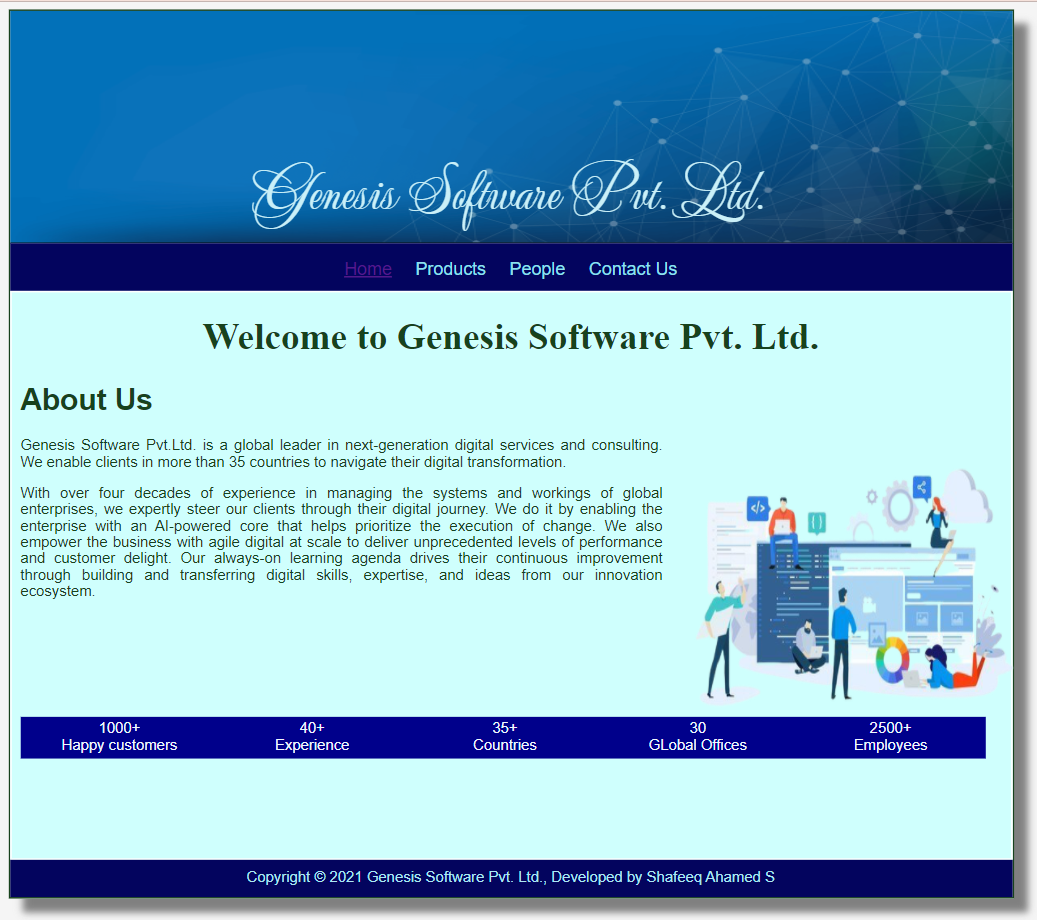 Genesis Software Pvt. Ltd.
Home Products People Contact Us
Welcome to Genesis Software Pvt. Ltd.
About Us
Genesis Software Pvt.Ltd. is a global leader in next-generation digital services and consulting.
We enable clients in more than 35 countries to navigate their digital transformation.
With over four decades of experience in managing the systems and workings of global
enterprises, we expertly steer our clients through their digital journey. We do it by enabling the
enterprise with an AI-powered core that helps prioritize the execution of change. We also
empower the business with agile digital at scale to deliver unprecedented levels of performance
and customer delight. Our always-on learning agenda drives their continuous improvement
through building and transferring digital skills, expertise, and ideas from our innovation
ecosystem.
1000+ 40+ 35+ 30 2500+
Happy customers Experience Countries GLobal Offices Employees
Copyright © 2021 Genesis Software Pvt. Ltd., Developed by Shafeeq Ahamed S